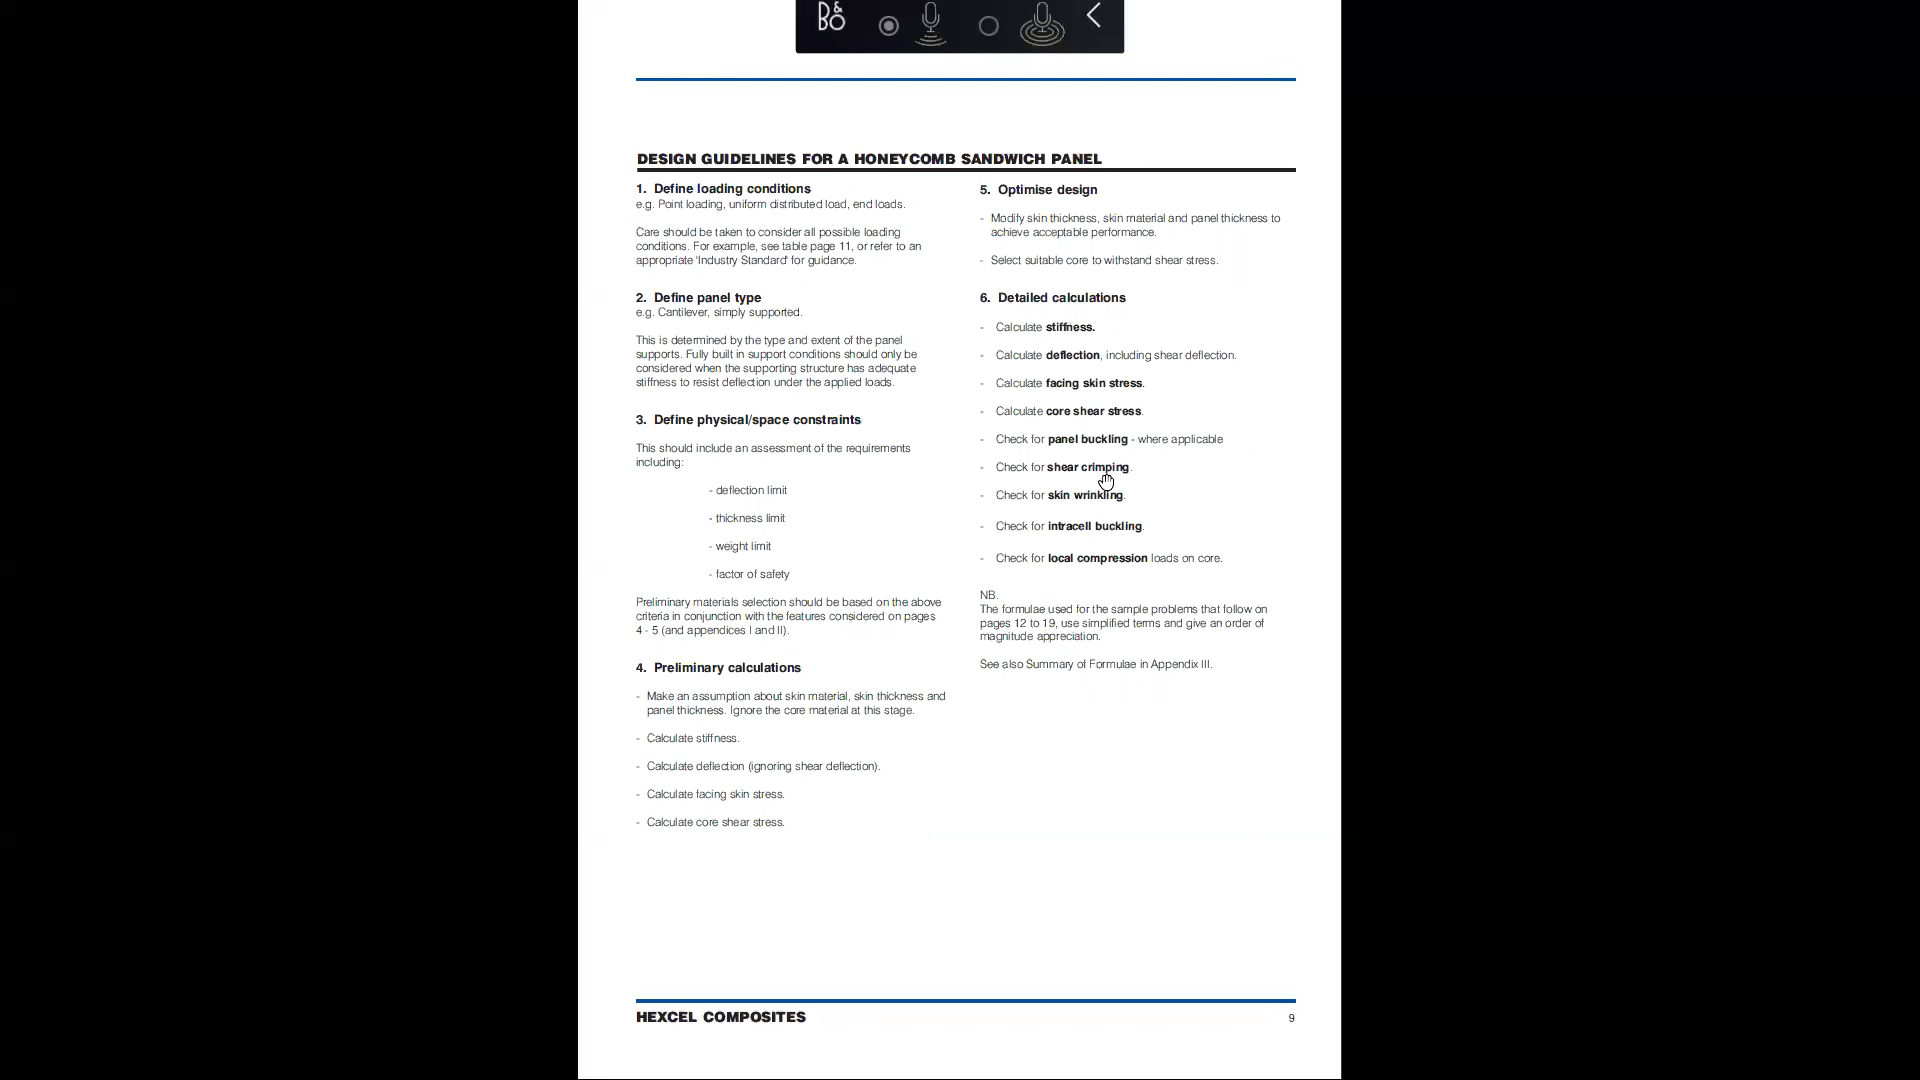 B&O
DESIGN GUIDELINES FOR A HONEYCOMB SANDWICH PANEL
1. Define loading conditions
e.g. Point loading, uniform distributed load, end loads.
Care should be taken to consider all possible loading
conditions. For example, see table page 11, or refer to an
appropriate 'Industry Standard' for guidance.
2. Define panel type
e.g. Cantilever, simply supported.
This is determined by the type and extent of the panel
supports. Fully built in support conditions should only be
considered when the supporting structure has adequate
stiffness to resist deflection under the applied loads.
3. Define physical/space constraints
This should include an assessment of the requirements
including:
- deflection limit
- thickness limit
- weight limit
- factor of safety
Preliminary materials selection should be based on the above
criteria in conjunction with the features considered on pages
4 - 5 (and appendices I and II).
4. Preliminary calculations
- Make an assumption about skin material, skin thickness and
panel thickness. Ignore the core material at this stage.
- Calculate stiffness.
- Calculate deflection (ignoring shear deflection).
- Calculate facing skin stress.
- Calculate core shear stress.
5. Optimise design
- Modify skin thickness, skin material and panel thickness to
achieve acceptable performance.
- Select suitable core to withstand shear stress.
6. Detailed calculations
- Calculate stiffness.
- Calculate deflection, including shear deflection.
- Calculate facing skin stress.
- Calculate core shear stress.
- Check for panel buckling - where applicable
- Check for shear crimping.
- Check for skin wrinkling.
- Check for intracell buckling.
- Check for local compression loads on core.
NB.
The formulae used for the sample problems that follow on
pages 12 to 19, use simplified terms and give an order of
magnitude appreciation.
See also Summary of Formulae in Appendix III.
HEXCEL COMPOSITES
9